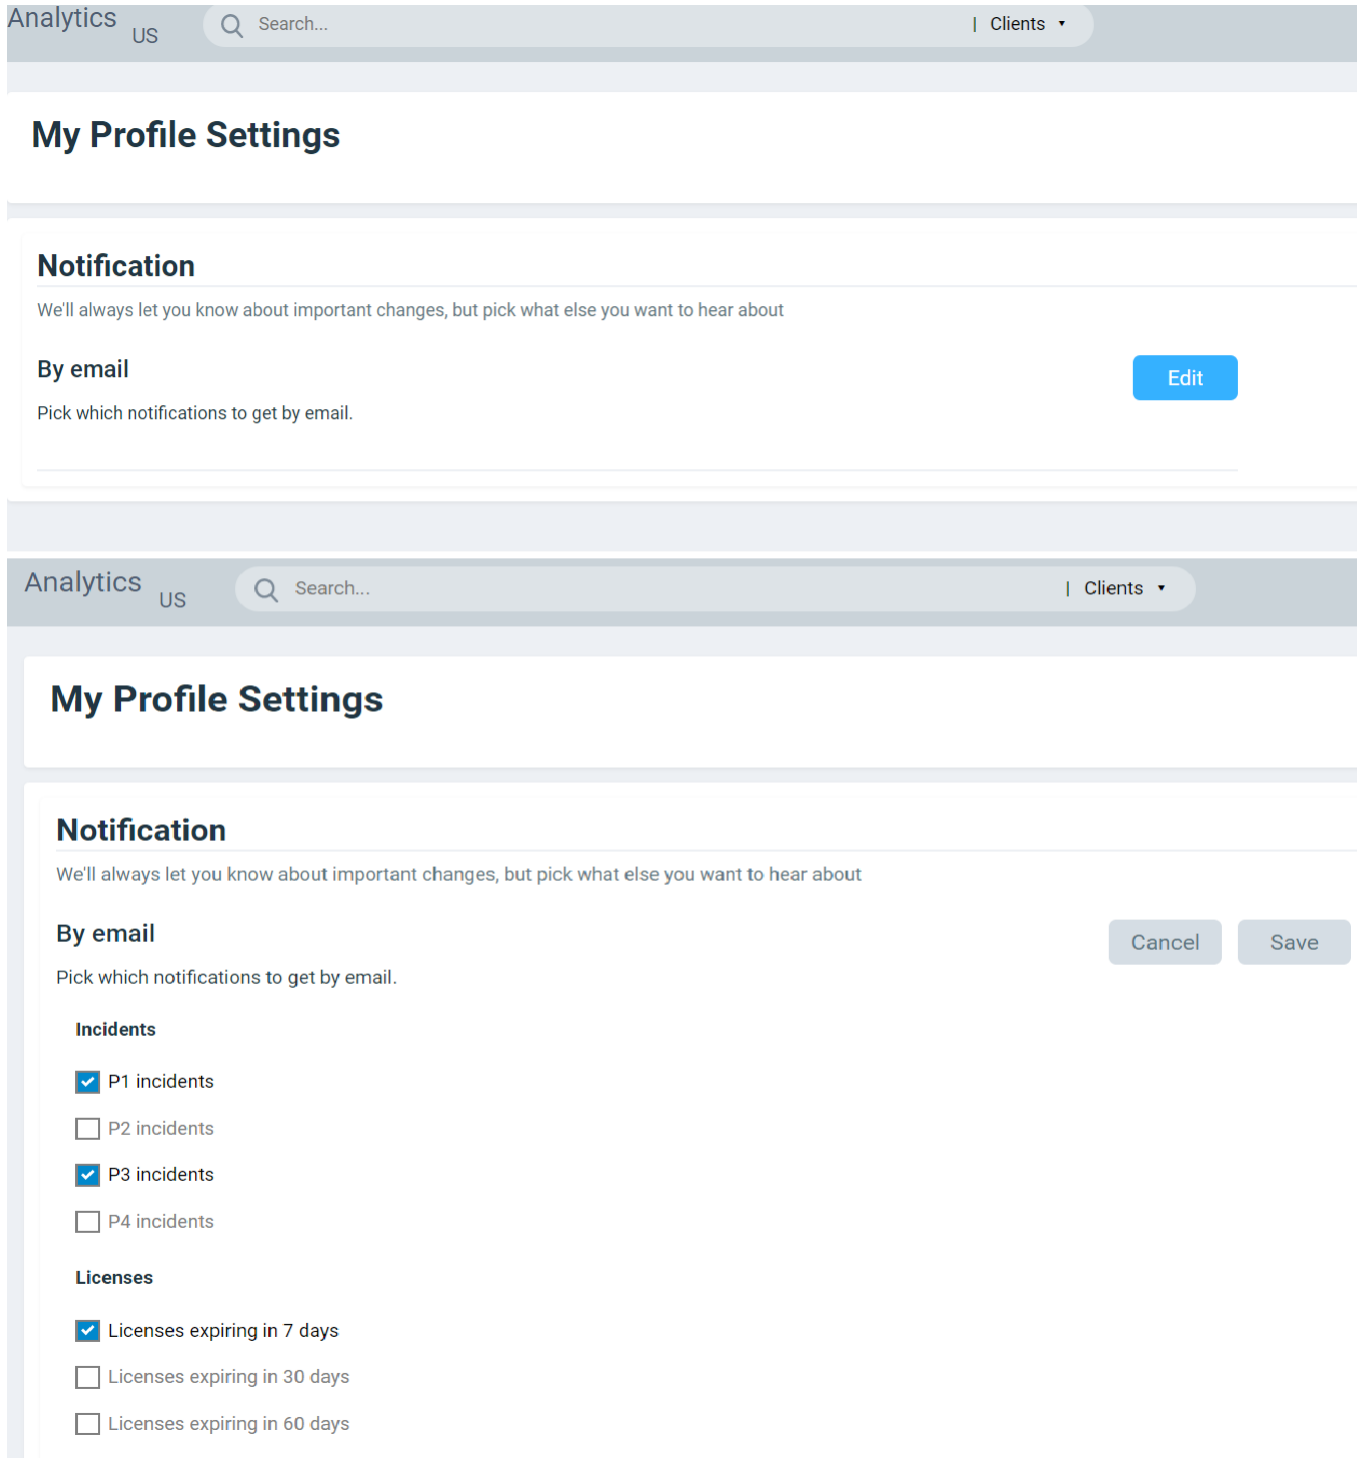 Analytics US Search... | Clients
My Profile Settings
Notification
We'll always let you know about important changes, but pick what else you want to hear about
By email
Edit
Pick which notifications to get by email.
Analytics US Search... | Clients
My Profile Settings
Notification
We'll always let you know about important changes, but pick what else you want to hear about
By email
Cancel Save
Pick which notifications to get by email.
Incidents
P1 incidents
P2 incidents
P3 incidents
P4 incidents
Licenses
Licenses expiring in 7 days
Licenses expiring in 30 days
Licenses expiring in 60 days